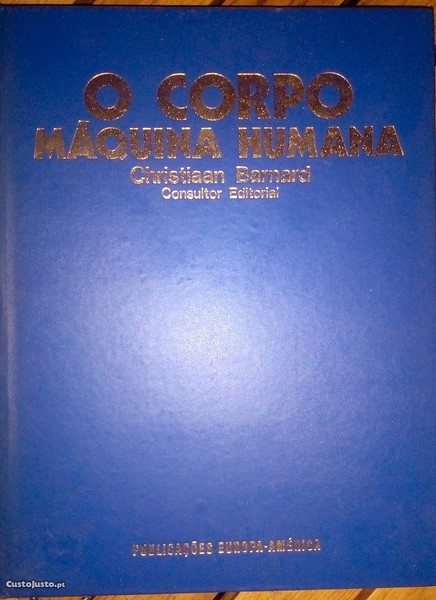 O CORPO
MÁQUINA HUMANA
Christiaan Barnard
Consultor Editorial
PUBLICAÇÕES EUROPA-AMÉRICA
CustoJusto.pt